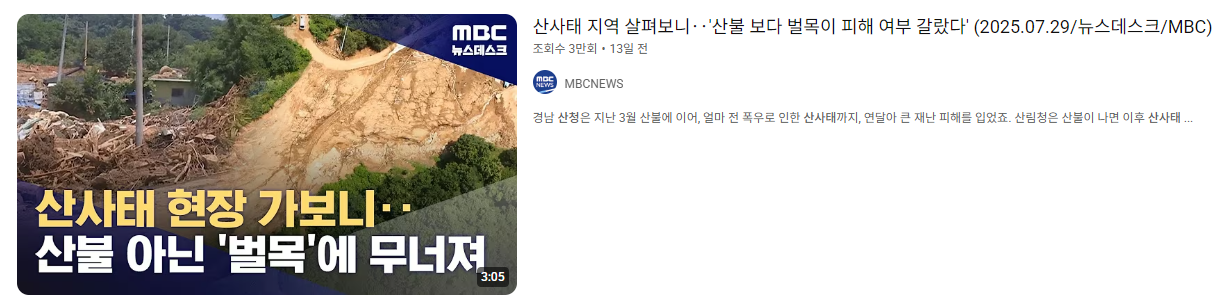 MBC
뉴스데스크
산사태 현장 가보니‥
산불 아닌 '벌목'에 무너져
3:05
산사태 지역 살펴보니‥'산불 보다 벌목이 피해 여부 갈랐다' (2025.07.29/뉴스데스크/MBC)
조회수 3만회 • 13일 전
MBC
NEWS
MBCNEWS
경남 산청은 지난 3월 산불에 이어, 얼마 전 폭우로 인한 산사태까지, 연달아 큰 재난 피해를 입었죠. 산림청은 산불이 나면 이후 산사태 ...